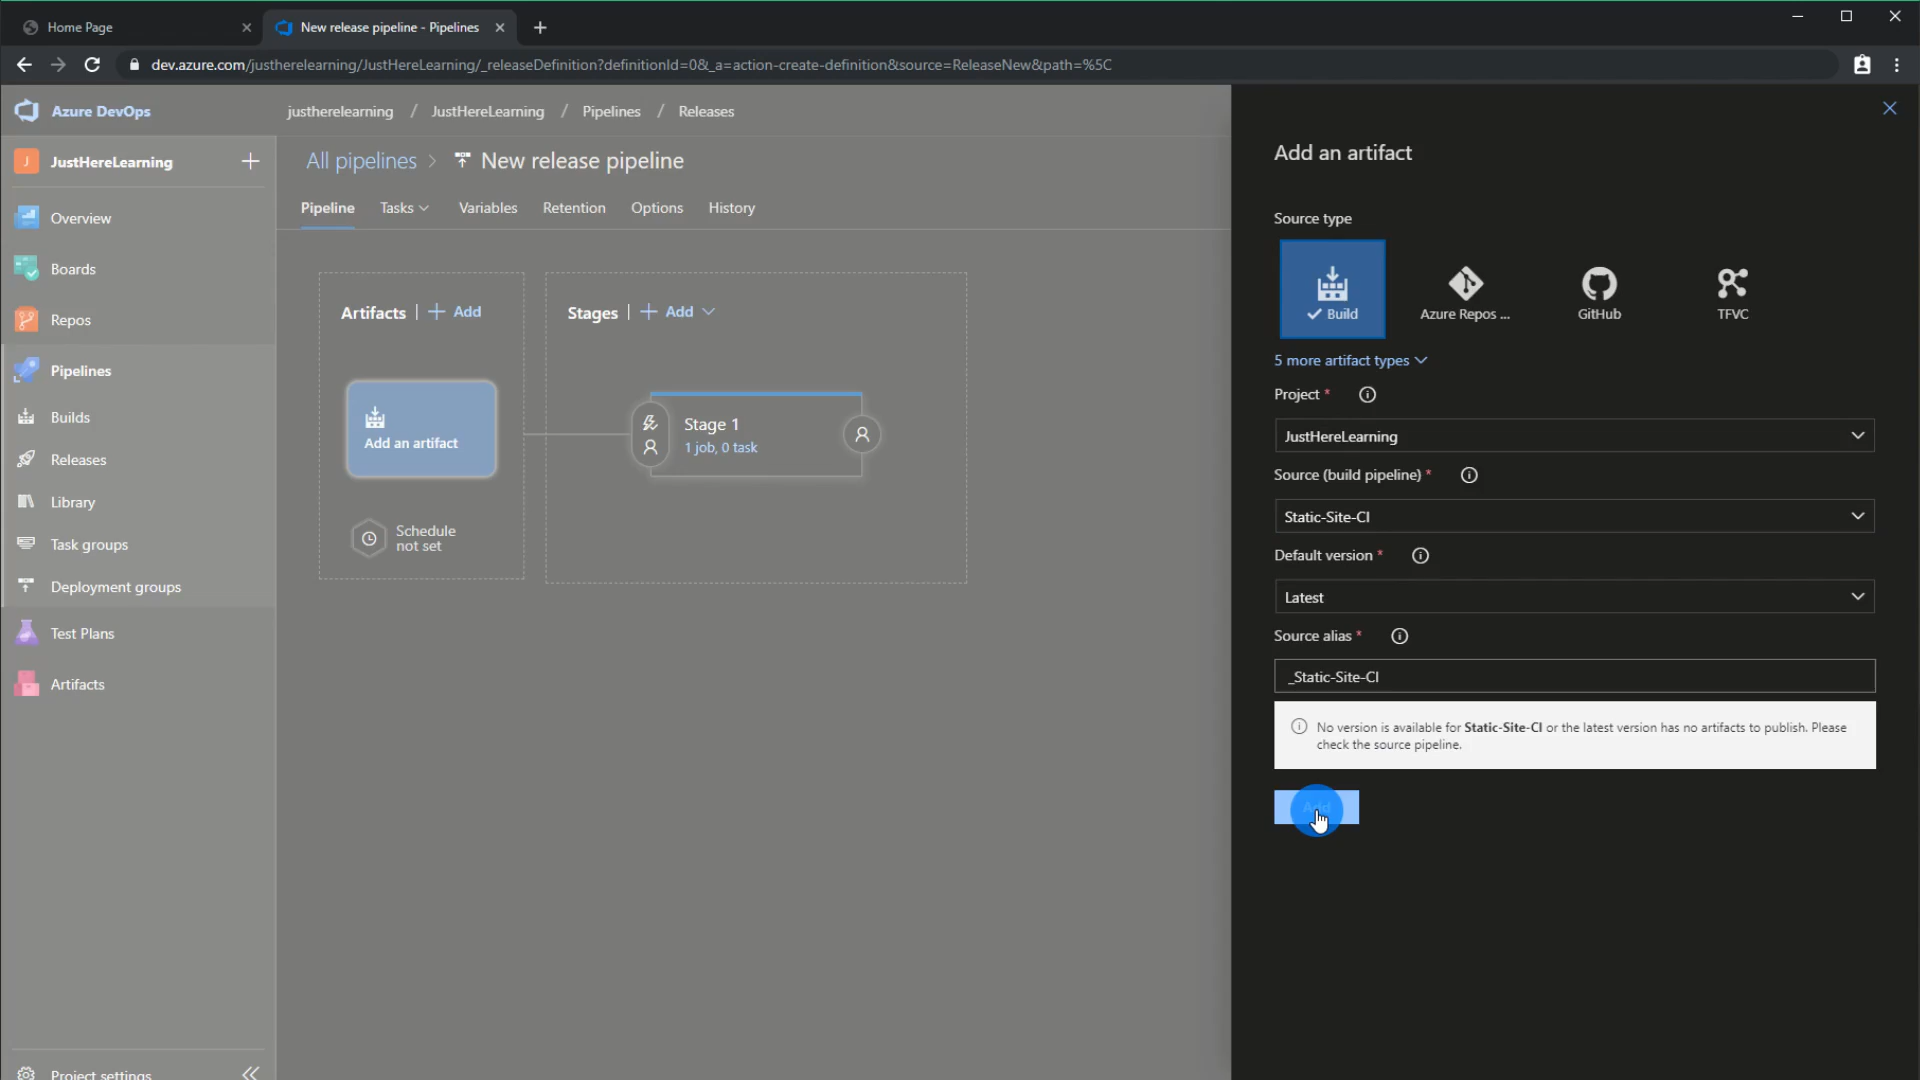 Home Page
New release pipeline - Pipelines
dev.azure.com/justherelearning/JustHereLearning/_releaseDefinition?definitionId=0&_a=action-create-definition&source=ReleaseNew&path=%5C
Azure DevOps
justherelearning / JustHereLearning / Pipelines / Releases
J JustHereLearning
Overview
Boards
Repos
Pipelines
Builds
Releases
Library
Task groups
Deployment groups
Test Plans
Artifacts
Project settings
All pipelines > New release pipeline
Pipeline Tasks Variables Retention Options History
Artifacts | + Add
Stages | + Add
Add an artifact
Stage 1
1 job, 0 task
Schedule
not set
Add an artifact
Source type
Build
Azure Repos ...
GitHub
TFVC
5 more artifact types
Project *
JustHereLearning
Source (build pipeline) *
Static-Site-CI
Default version *
Latest
Source alias *
_Static-Site-CI
No version is available for Static-Site-CI or the latest version has no artifacts to publish. Please
check the source pipeline.
Add